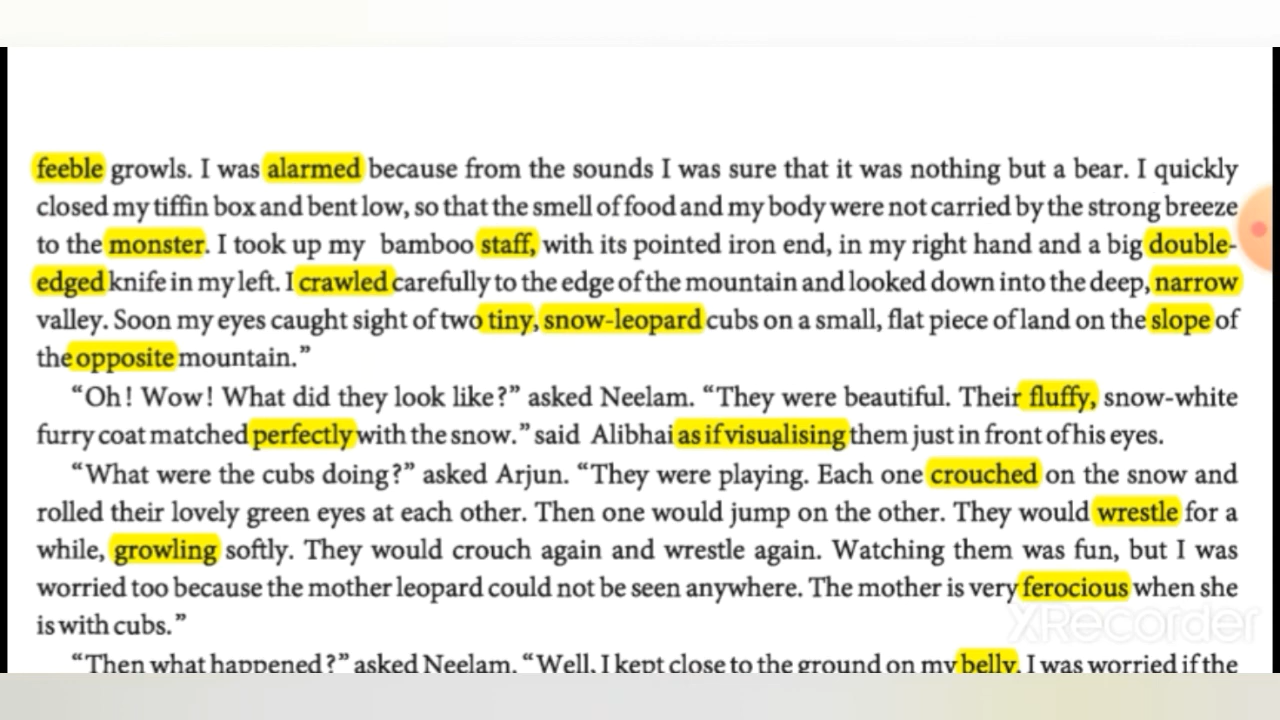 feeble growls. I was alarmed because from the sounds I was sure that it was nothing but a bear. I quickly
closed my tiffin box and bent low, so that the smell of food and my body were not carried by the strong breeze
to the monster. I took up my bamboo staff, with its pointed iron end, in my right hand and a big double-
edged knife in my left. I crawled carefully to the edge of the mountain and looked down into the deep, narrow
valley. Soon my eyes caught sight of two tiny, snow-leopard cubs on a small, flat piece of land on the slope of
the opposite mountain.”
“Oh! Wow! What did they look like?” asked Neelam. “They were beautiful. Their fluffy, snow-white
furry coat matched perfectly with the snow.” said Alibhai as if visualising them just in front of his eyes.
“What were the cubs doing?” asked Arjun. “They were playing. Each one crouched on the snow and
rolled their lovely green eyes at each other. Then one would jump on the other. They would wrestle for a
while, growling softly. They would crouch again and wrestle again. Watching them was fun, but I was
worried too because the mother leopard could not be seen anywhere. The mother is very ferocious when she
is with cubs.”
XRecorder
“Then what happened?” asked Neelam. “Well, I kept close to the ground on my belly. I was worried if the